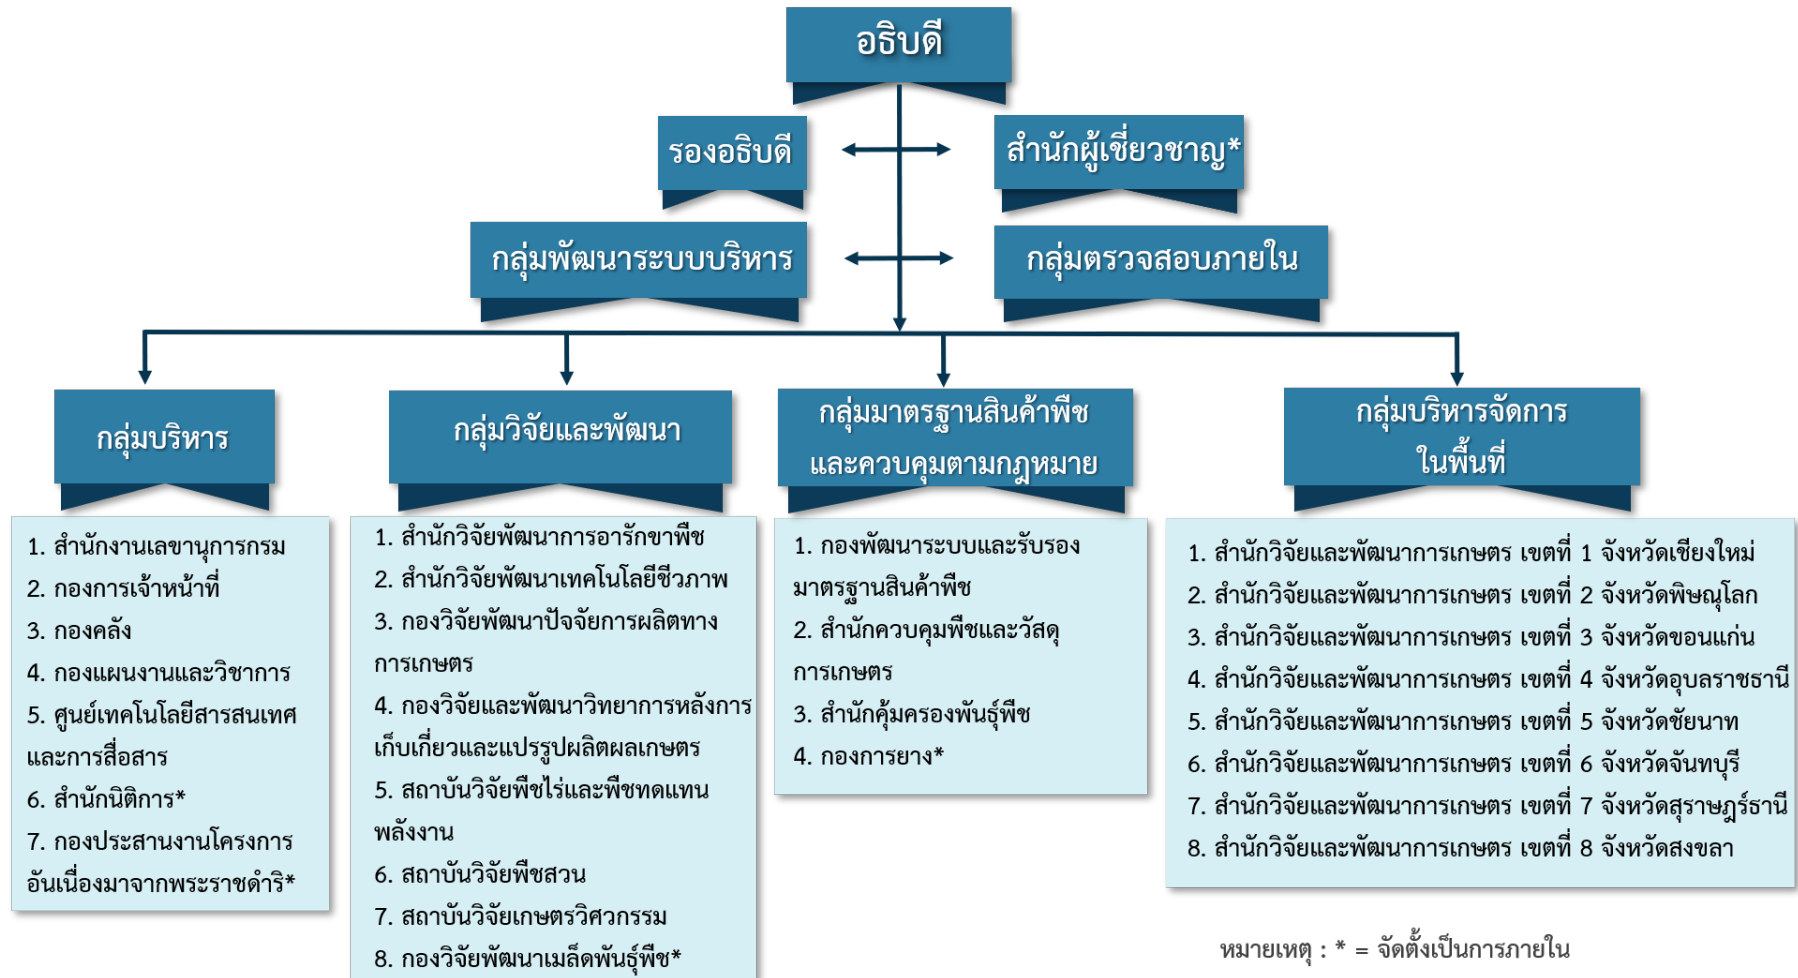 อธิบดี
รองอธิบดี
สำนักผู้เชี่ยวชาญ*
กลุ่มพัฒนาระบบบริหาร
กลุ่มตรวจสอบภายใน
กลุ่มบริหาร
1. สำนักงานเลขานุการกรม
2. กองการเจ้าหน้าที่
3. กองคลัง
4. กองแผนงานและวิชาการ
5. ศูนย์เทคโนโลยีสารสนเทศ
และการสื่อสาร
6. สำนักนิติการ*
7. กองประสานงานโครงการ
อันเนื่องมาจากพระราชดำริ*
กลุ่มวิจัยและพัฒนา
1. สำนักวิจัยพัฒนาการอารักขาพืช
2. สำนักวิจัยพัฒนาเทคโนโลยีชีวภาพ
3. กองวิจัยพัฒนาปัจจัยการผลิตทาง
การเกษตร
4. กองวิจัยและพัฒนาวิทยาการหลังการ
เก็บเกี่ยวและแปรรูปผลิตผลเกษตร
5. สถาบันวิจัยพืชไร่และพืชทดแทน
พลังงาน
6. สถาบันวิจัยพืชสวน
7. สถาบันวิจัยเกษตรวิศวกรรม
8. กองวิจัยพัฒนาเมล็ดพันธุ์พืช*
กลุ่มมาตรฐานสินค้าพืช
และควบคุมตามกฎหมาย
1. กองพัฒนาระบบและรับรอง
มาตรฐานสินค้าพืช
2. สำนักควบคุมพืชและวัสดุ
การเกษตร
3. สำนักคุ้มครองพันธุ์พืช
4. กองการยาง*
กลุ่มบริหารจัดการ
ในพื้นที่
1. สำนักวิจัยและพัฒนาการเกษตร เขตที่ 1 จังหวัดเชียงใหม่
2. สำนักวิจัยและพัฒนาการเกษตร เขตที่ 2 จังหวัดพิษณุโลก
3. สำนักวิจัยและพัฒนาการเกษตร เขตที่ 3 จังหวัดขอนแก่น
4. สำนักวิจัยและพัฒนาการเกษตร เขตที่ 4 จังหวัดอุบลราชธานี
5. สำนักวิจัยและพัฒนาการเกษตร เขตที่ 5 จังหวัดชัยนาท
6. สำนักวิจัยและพัฒนาการเกษตร เขตที่ 6 จังหวัดจันทบุรี
7. สำนักวิจัยและพัฒนาการเกษตร เขตที่ 7 จังหวัดสุราษฎร์ธานี
8. สำนักวิจัยและพัฒนาการเกษตร เขตที่ 8 จังหวัดสงขลา
หมายเหตุ : * = จัดตั้งเป็นการภายใน